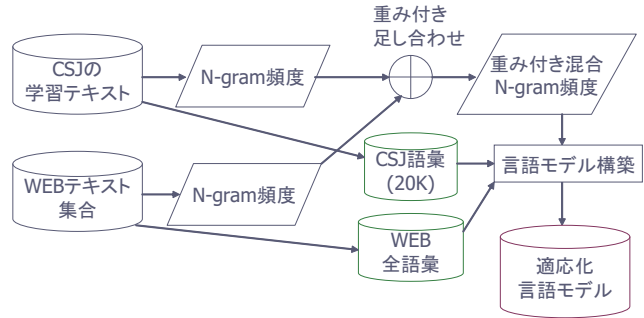 重み付き
足し合わせ
CSJの
学習テキスト
N-gram頻度
重み付き混合
N-gram頻度
CSJ語彙
(20K)
言語モデル構築
WEBテキスト
集合
N-gram頻度
WEB
全語彙
適応化
言語モデル